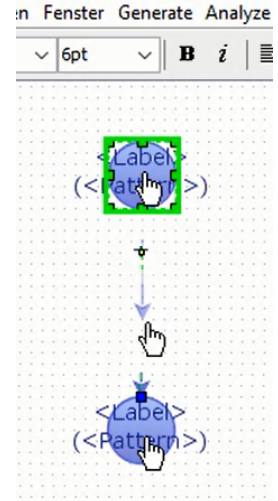 Fenster Generate Analyze
6pt B i
<Label>
(<Pattern>)
<Label>
(<Pattern>)